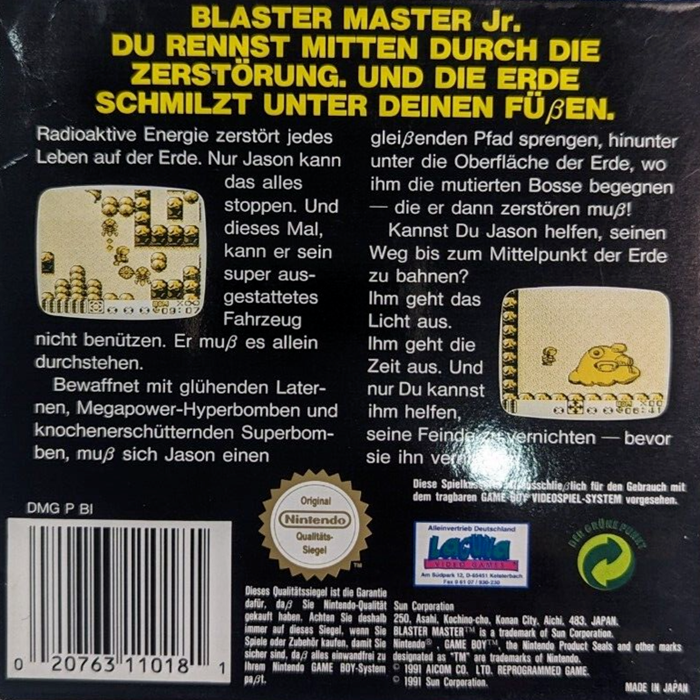 BLASTER MASTER Jr.
DU RENNST MITTEN DURCH DIE
ZERSTÖRUNG. UND DIE ERDE
SCHMILZT UNTER DEINEN FÜßEN.
Radioaktive Energie zerstört jedes
Leben auf der Erde. Nur Jason kann
das alles
stoppen. Und
dieses Mal,
kann er sein
super aus-
gestattetes
Fahrzeug
nicht benützen. Er muß es allein
durchstehen.
Bewaffnet mit glühenden Later-
nen, Megapower-Hyperbomben und
knochenerschütternden Superbom-
ben, muß sich Jason einen
gleißenden Pfad sprengen, hinunter
unter die Oberfläche der Erde, wo
ihm die mutierten Bosse begegnen
— die er dann zerstören muß!
Kannst Du Jason helfen, seinen
Weg bis zum Mittelpunkt der Erde
zu bahnen?
Ihm geht das
Licht aus.
Ihm geht die
Zeit aus. Und
nur Du kannst
ihm helfen,
seine Feinde zu vernichten — bevor
sie ihn
Diese für den Gebrauch mit
dem tragbaren GAME BOY VIDEOSPIEL-SYSTEM vorgesehen.
DMG P BI
0 20763 11018 1
Original
Nintendo
Qualitäts-
Siegel
TM
Alleinvertrieb Deutschland
Laguna
VIDEO GAMES
Am Südpark 12, D-65451 Kelsterbach
DER GRÜNE PUNKT
Dieses Qualitätssiegel ist die Garantie
dafür, daß Sie Nintendo-Qualität
gekauft haben. Achten Sie deshalb
immer auf dieses Siegel, wenn Sie
Spiele oder Zubehör kaufen, damit Sie
sicher sind, daß alles einwandfrei zu
Ihrem Nintendo GAME BOY-System
paßt.
Sun Corporation
250, Asahi, Kochino-cho, Konan City, Aichi, 483, JAPAN.
BLASTER MASTER™ is a trademark of Sun Corporation.
Nintendo®, GAME BOY™, the Nintendo Product Seals and other marks
designated as "TM" are trademarks of Nintendo.
© 1991 AICOM CO. LTD. REPROGRAMMED GAME.
© 1991 Sun Corporation.
MADE IN JAPAN